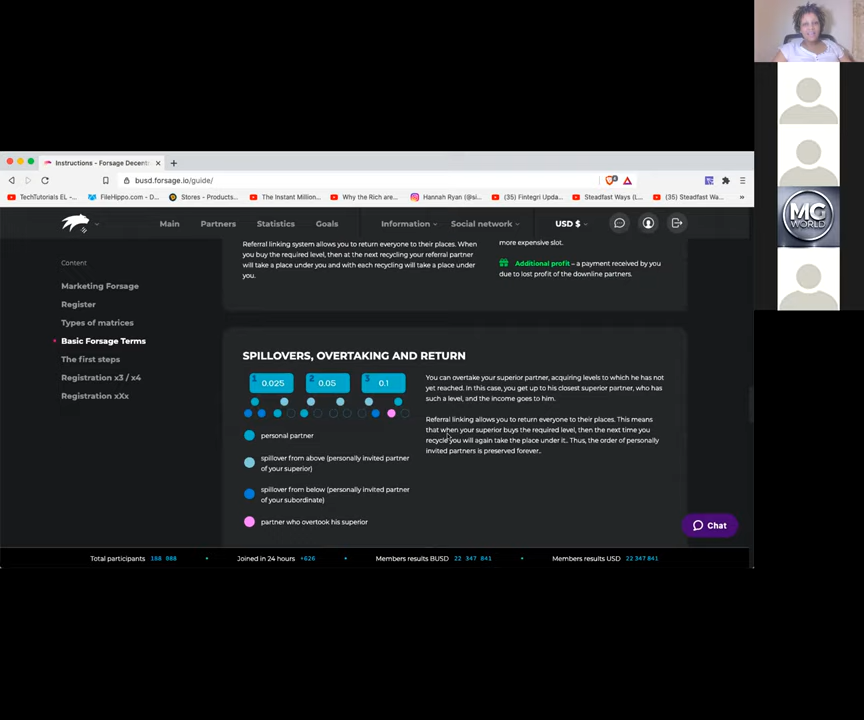 Instructions - Forsage Decentr
busd.forsage.io/guide/
TechTutorials EL -...
FileHippo.com - D...
Stores - Products...
The Instant Million...
Why the Rich are...
Hannah Ryan (@si...
(35) Fintegri Upda...
Steadfast Ways (L...
(35) Steadfast Wa...
»
Main
Partners
Statistics
Goals
Information
Social network
USD $
Content
Marketing Forsage
Register
Types of matrices
Basic Forsage Terms
The first steps
Registration x3 / x4
Registration xXx
Referral linking system allows you to return everyone to their places. When
you buy the required level, then at the next recycling your referral partner
will take a place under you and with each recycling will take a place under
you.
more expensive slot.
Additional profit – a payment received by you
due to lost profit of the downline partners.
SPILLOVERS, OVERTAKING AND RETURN
1 0.025
2 0.05
3 0.1
personal partner
spillover from above (personally invited partner
of your superior)
spillover from below (personally invited partner
of your subordinate)
partner who overtook his superior
You can overtake your superior partner, acquiring levels to which he has not
yet reached. In this case, you get up to his closest superior partner, who has
such a level, and the income goes to him.
Referral linking allows you to return everyone to their places. This means
that when your superior buys the required level, then the next time you
recycle you will again take the place under it.. Thus, the order of personally
invited partners is preserved forever..
Chat
Total participants 188 888
Joined in 24 hours +626
Members results BUSD 22 347 841
Members results USD 22 347 841
MG
WORLD